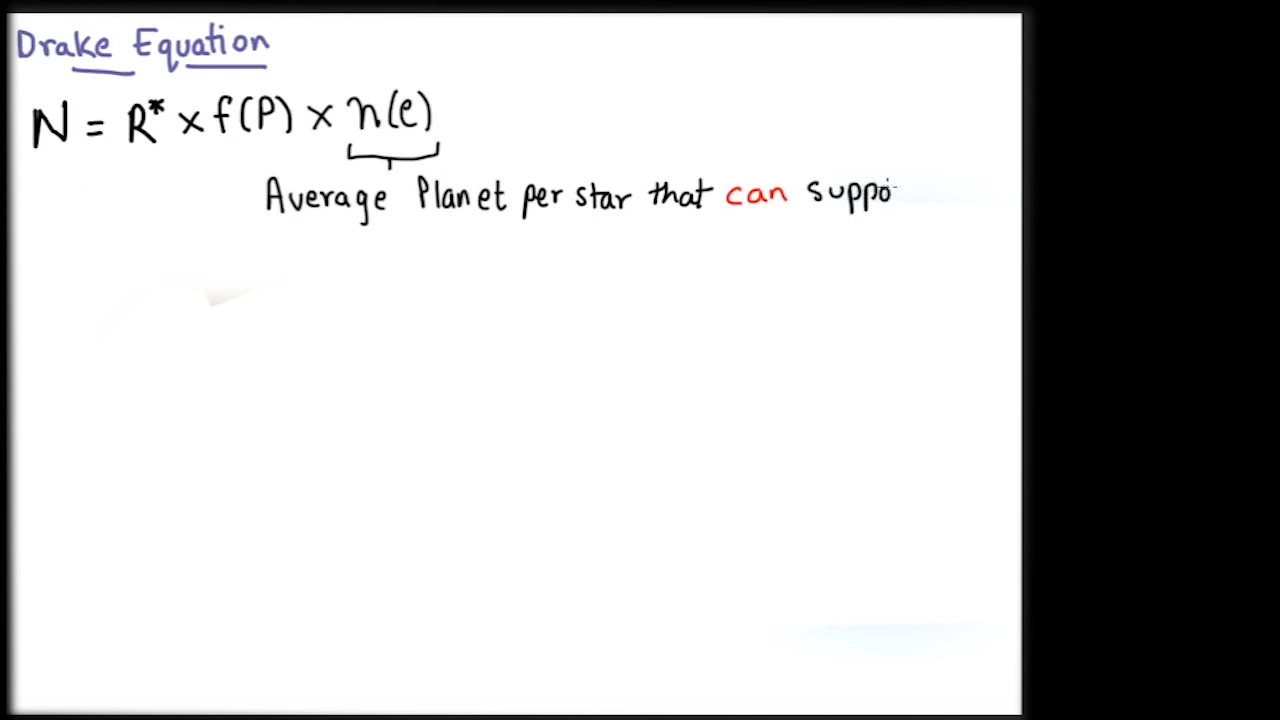 Drake Equation
N = R* × f(P) × n(e)
Average Planet per star that can suppo